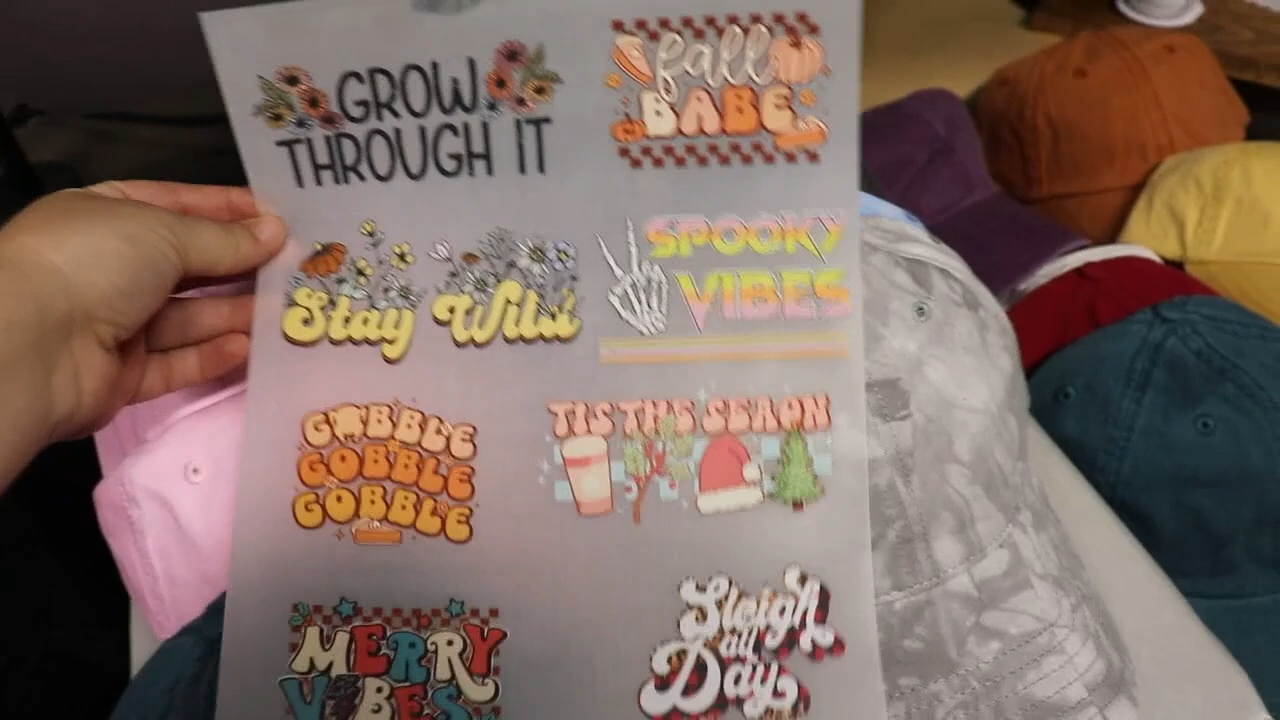 GROW
THROUGH IT
fall
BABE
Stay Wild
SPOOKY
VIBES
GOBBLE
GOBBLE
GOBBLE
TIS THE SEASON
MERRY
VIBES
Sleigh
all
Day